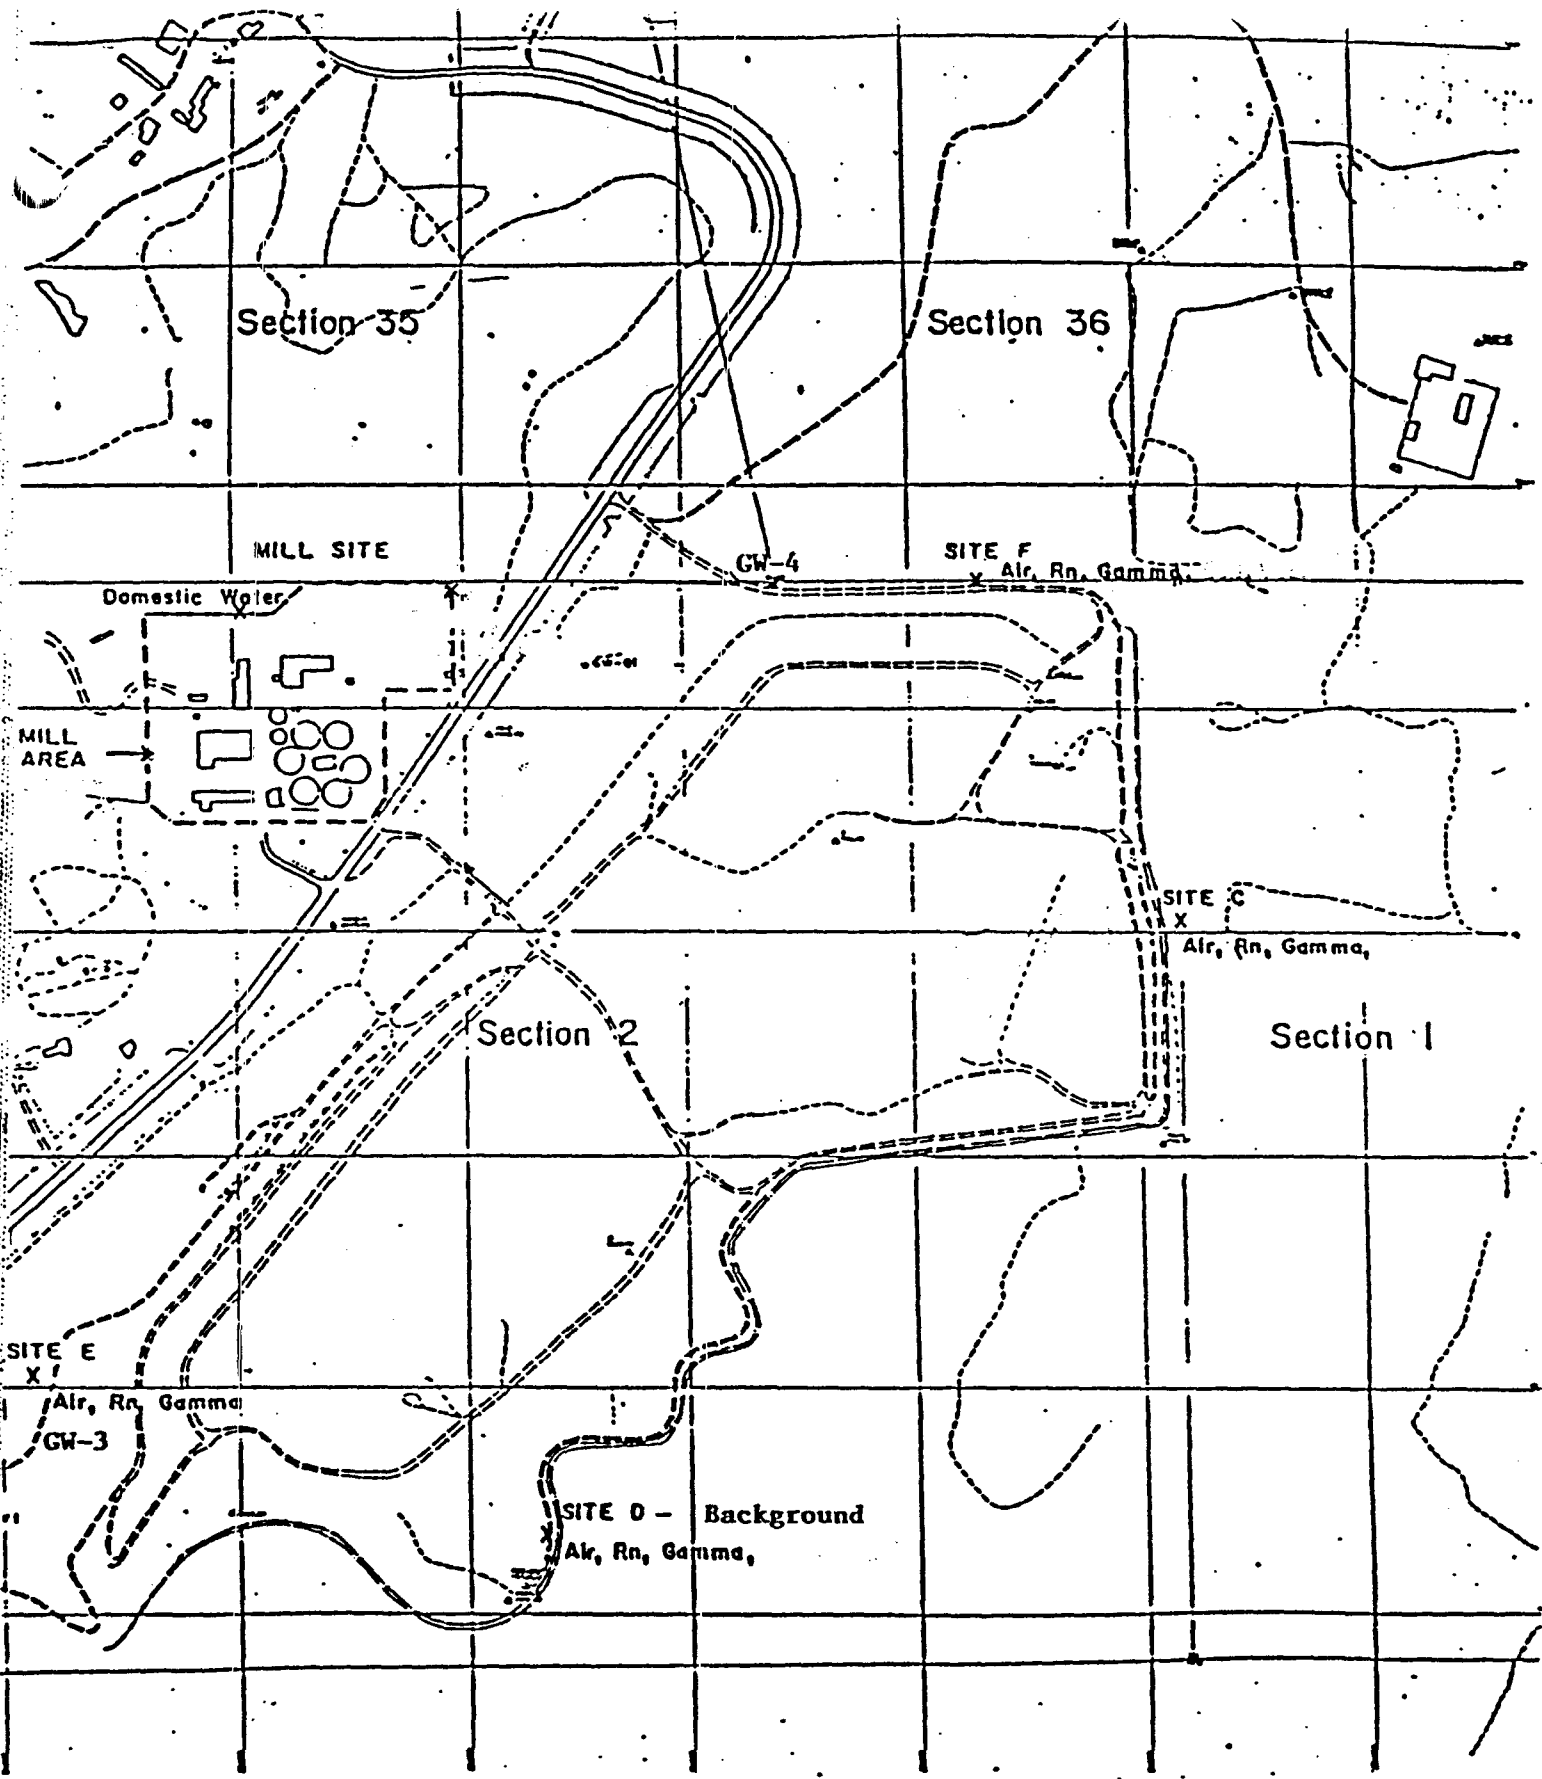 Section 35
Section 36
MILL SITE
GW-4
SITE F
Air, Rn, Gamma,
Domestic Water
MILL
AREA
SITE C
Air, Rn, Gamma,
Section 2
Section 1
SITE E
Air, Rn, Gamma
GW-3
SITE D - Background
Air, Rn, Gamma,